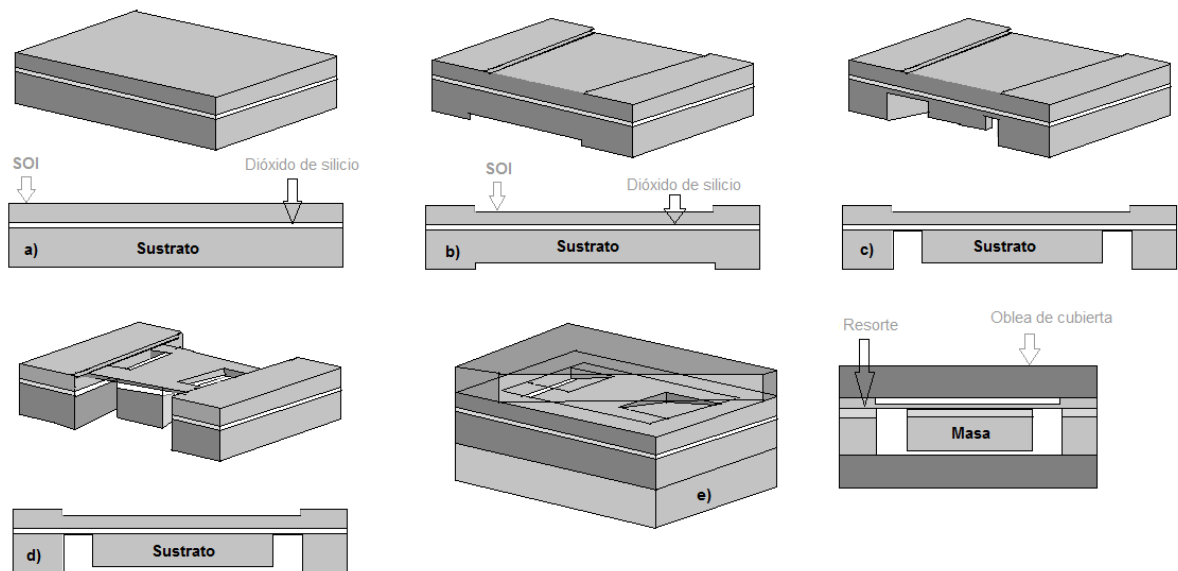 SOI
Dióxido de silicio
a)
Sustrato
SOI
Dióxido de silicio
b)
Sustrato
c)
Sustrato
d)
Sustrato
e)
Resorte
Oblea de cubierta
Masa